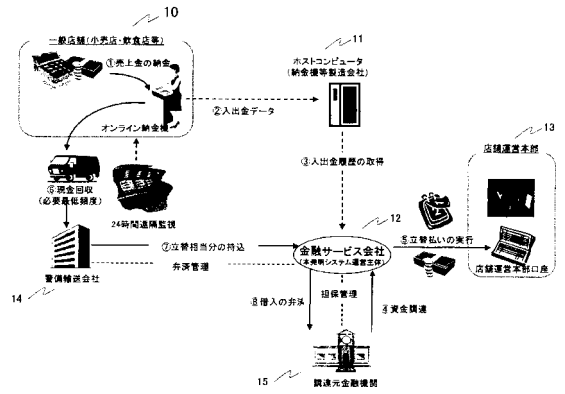 10
一般店舗(小売店・飲食店等)
①売上金の納金
オンライン納金機
11
ホストコンピュータ
(納金機等製造会社)
②入出金データ
③入出金履歴の取得
13
店舗運営本部
店舗運営本部口座
⑥現金回収
(必要最低頻度)
24時間遠隔監視
12
金融サービス会社
(本発明システム運営主体)
⑤立替払いの実行
⑦立替相当分の持込
弁済管理
警備輸送会社
14
⑧借入の弁済
担保管理
④資金調達
15
調達元金融機関